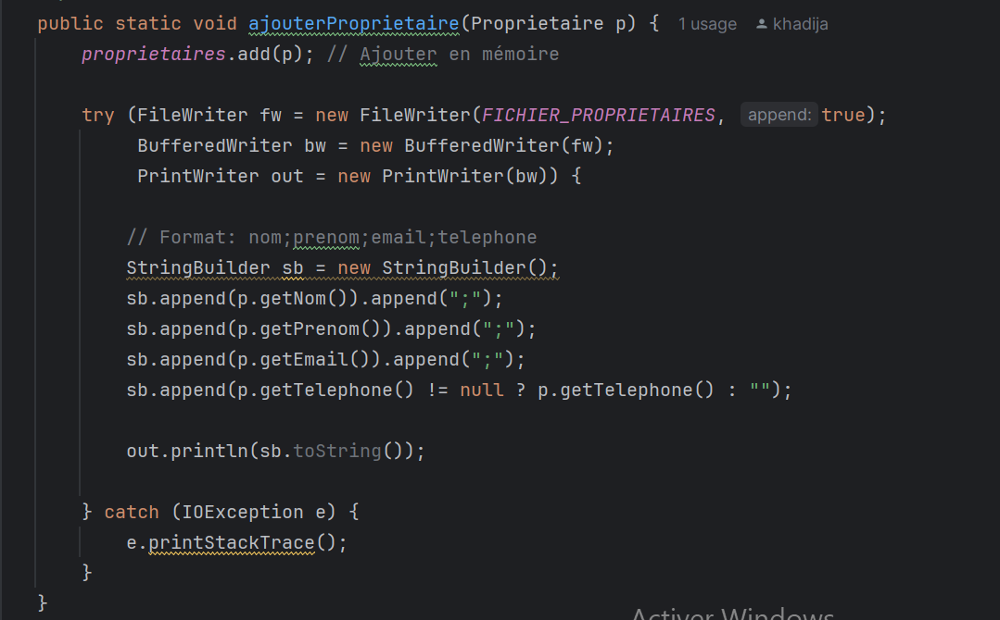 public static void ajouterProprietaire(Proprietaire p) { 1 usage khadija
proprietaires.add(p); // Ajouter en mémoire
try (FileWriter fw = new FileWriter(FICHIER_PROPRIETAIRES, append: true);
BufferedWriter bw = new BufferedWriter(fw);
PrintWriter out = new PrintWriter(bw)) {
// Format: nom;prenom;email;telephone
StringBuilder sb = new StringBuilder();
sb.append(p.getNom()).append(";");
sb.append(p.getPrenom()).append(";");
sb.append(p.getEmail()).append(";");
sb.append(p.getTelephone() != null ? p.getTelephone() : "");
out.println(sb.toString());
} catch (IOException e) {
e.printStackTrace();
}
}
Activer Windows